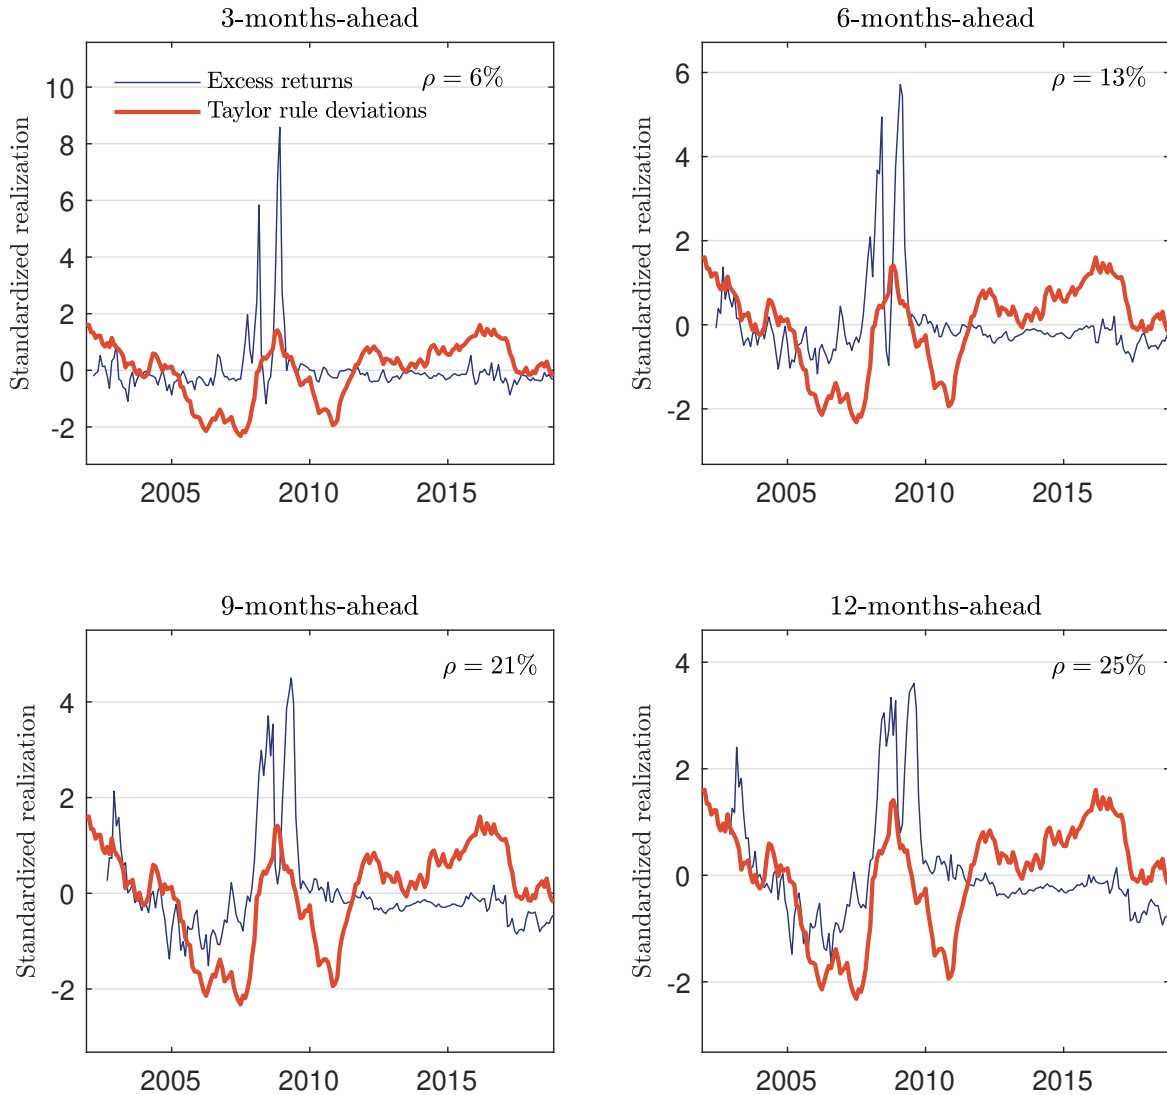 3-months-ahead
Standardized realization
10
8
6
4
2
0
-2
Excess returns
Taylor rule deviations
ρ = 6%
2005
2010
2015
6-months-ahead
Standardized realization
6
4
2
0
-2
ρ = 13%
2005
2010
2015
9-months-ahead
Standardized realization
4
2
0
-2
ρ = 21%
2005
2010
2015
12-months-ahead
Standardized realization
4
2
0
-2
ρ = 25%
2005
2010
2015